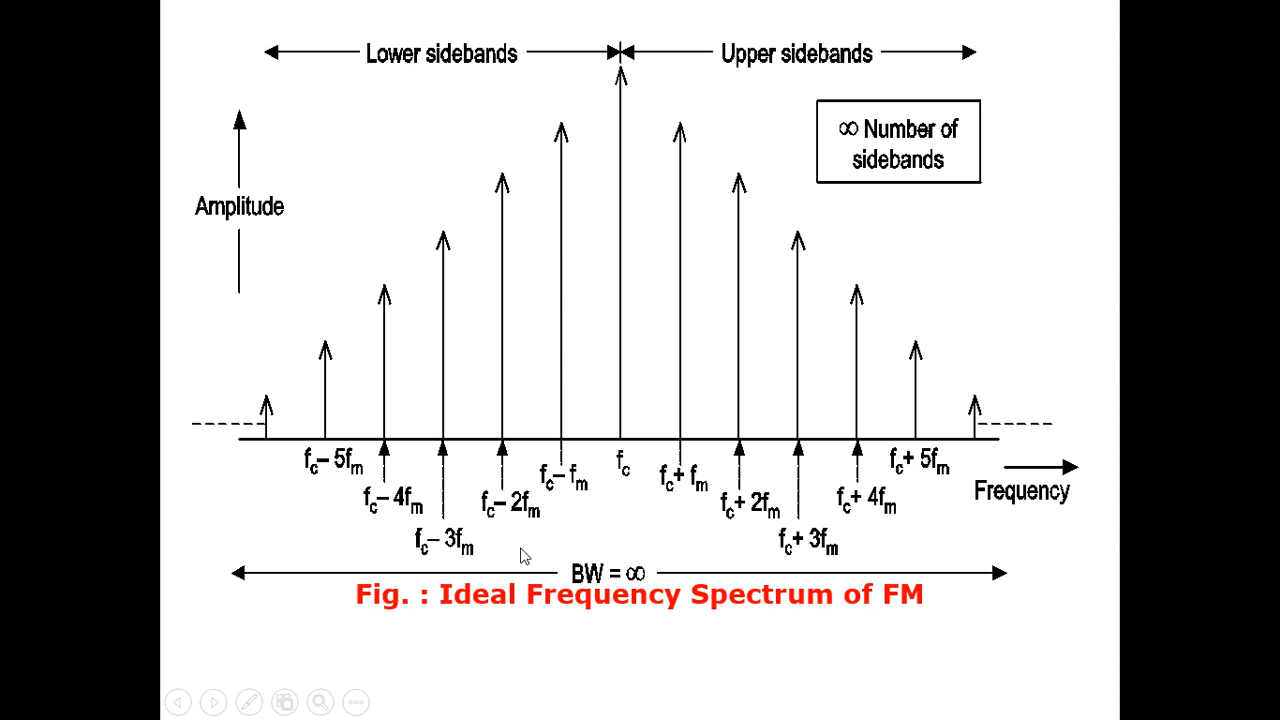 Lower sidebands
Upper sidebands
∞ Number of
sidebands
Amplitude
fc– 5fm
fc– 4fm
fc– 3fm
fc– 2fm
fc– fm
fc
fc+ fm
fc+ 2fm
fc+ 3fm
fc+ 4fm
fc+ 5fm
Frequency
BW = ∞
Fig. : Ideal Frequency Spectrum of FM